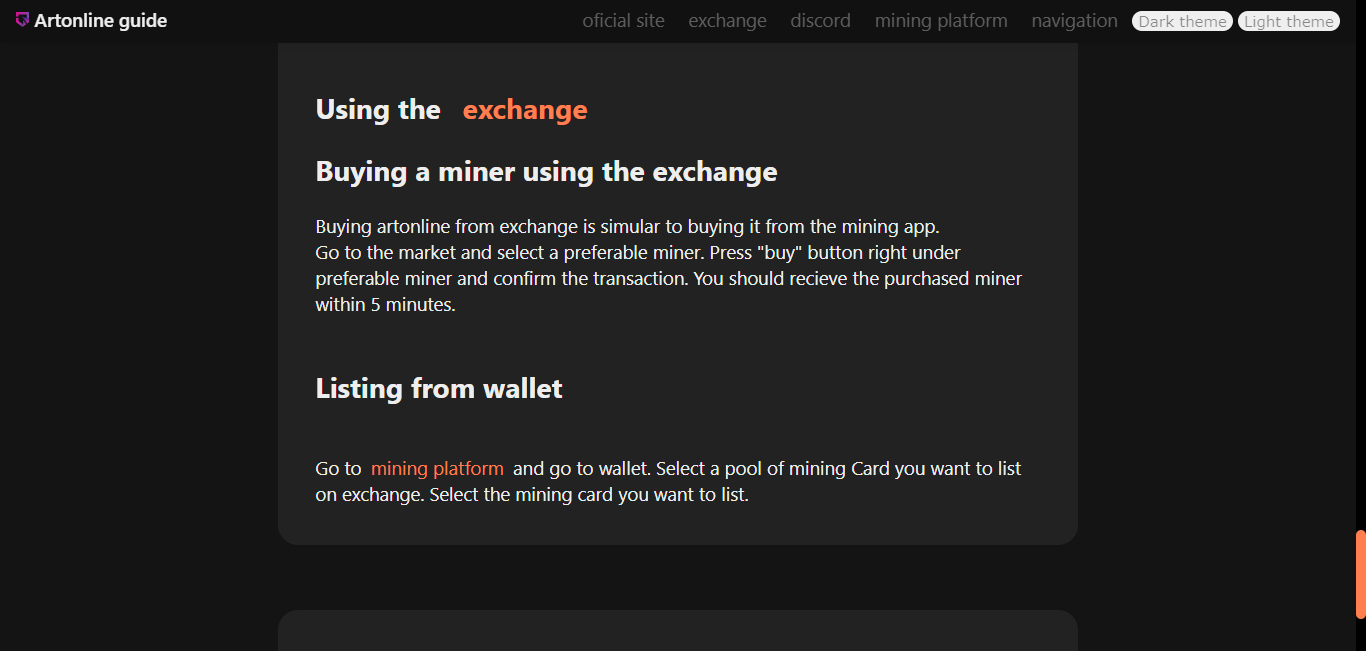 Artonline guide
oficial site exchange discord mining platform navigation Dark theme Light theme
Using the exchange
Buying a miner using the exchange
Buying artonline from exchange is simular to buying it from the mining app.
Go to the market and select a preferable miner. Press "buy" button right under
preferable miner and confirm the transaction. You should recieve the purchased miner
within 5 minutes.
Listing from wallet
Go to mining platform and go to wallet. Select a pool of mining Card you want to list
on exchange. Select the mining card you want to list.